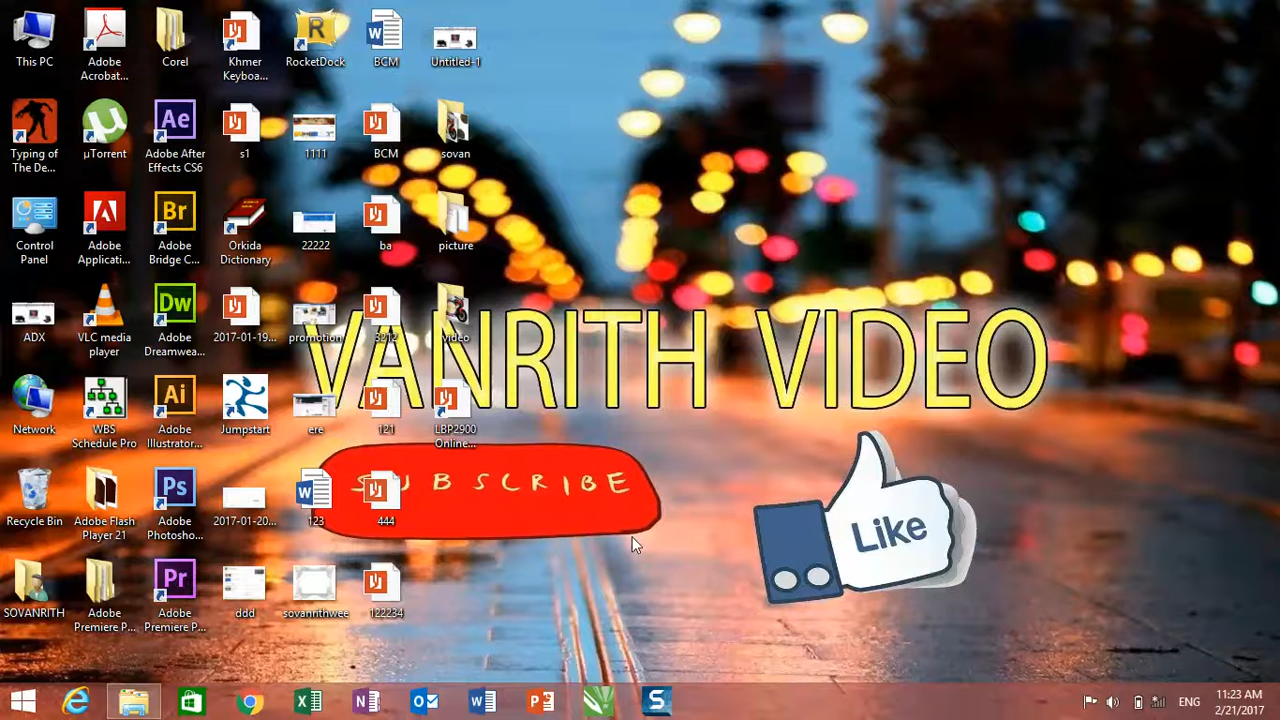 This PC
Adobe Acrobat...
Corel
Khmer Keyboa...
RocketDock
BCM
Untitled-1
Typing of The De...
µTorrent
Adobe After Effects CS6
s1
1111
BCM
sovan
Control Panel
Adobe Applicati...
Adobe Bridge C...
Orkida Dictionary
22222
ba
picture
ADX
VLC media player
Adobe Dreamwea...
2017-01-19...
promotion
3212
video
VANRITH VIDEO
Network
WBS Schedule Pro
Adobe Illustrator...
Jumpstart
ere
121
LBP2900 Online...
SUBSCRIBE
Like
Recycle Bin
Adobe Flash Player 21
Adobe Photosho...
2017-01-20...
123
444
SOVANRITH
Adobe Premiere P...
Adobe Premiere P...
ddd
sovanrithwee
122234
ENG
11:23 AM
2/21/2017